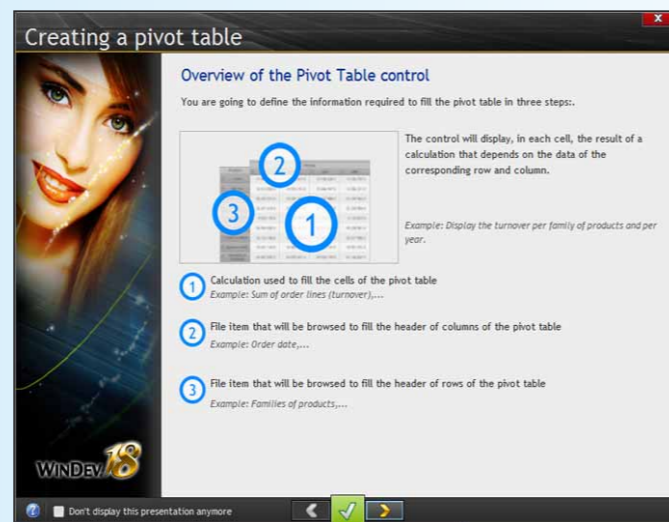 Creating a pivot table
x
Overview of the Pivot Table control
You are going to define the information required to fill the pivot table in three steps:.
2
3
1
The control will display, in each cell, the result of a
calculation that depends on the data of the
corresponding row and column.
Example: Display the turnover per family of products and per
year.
1
Calculation used to fill the cells of the pivot table
Example: Sum of order lines (turnover),...
2
File item that will be browsed to fill the header of columns of the pivot table
Example: Order date,...
3
File item that will be browsed to fill the header of rows of the pivot table
Example: Families of products,...
WINDEV 18
? Don't display this presentation anymore